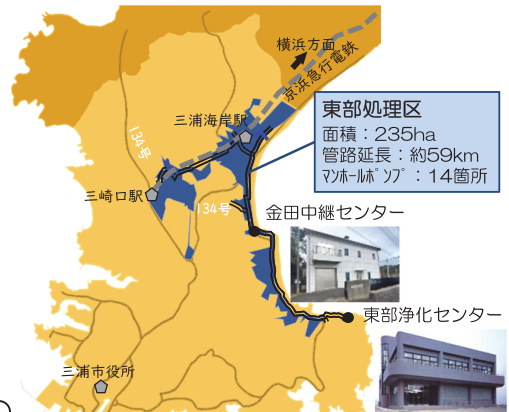 横浜方面
京浜急行電鉄
東部処理区
面積：235ha
管路延長：約59km
ﾏﾝﾎｰﾙﾎﾟﾝﾌﾟ：14箇所
三浦海岸駅
134号
三崎口駅
134号
金田中継センター
東部浄化センター
三浦市役所